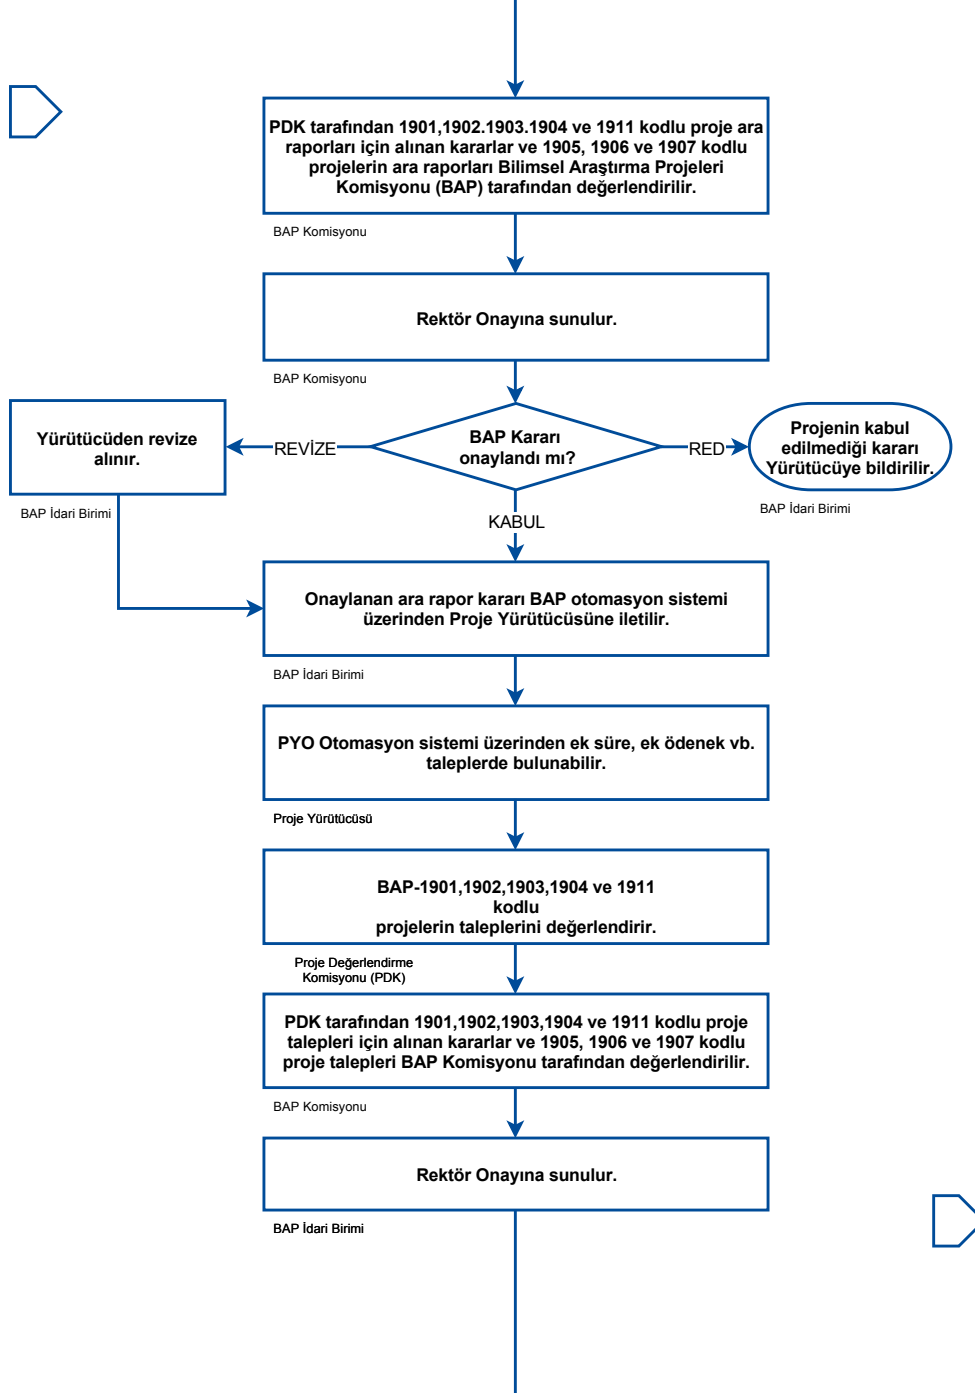 PDK tarafından 1901,1902.1903.1904 ve 1911 kodlu proje ara
raporları için alınan kararlar ve 1905, 1906 ve 1907 kodlu
projelerin ara raporları Bilimsel Araştırma Projeleri
Komisyonu (BAP) tarafından değerlendirilir.
BAP Komisyonu
Rektör Onayına sunulur.
BAP Komisyonu
Yürütücüden revize
alınır.
BAP İdari Birimi
REVİZE
BAP Kararı
onaylandı mı?
RED
Projenin kabul
edilmediği kararı
Yürütücüye bildirilir.
BAP İdari Birimi
KABUL
Onaylanan ara rapor kararı BAP otomasyon sistemi
üzerinden Proje Yürütücüsüne iletilir.
BAP İdari Birimi
PYO Otomasyon sistemi üzerinden ek süre, ek ödenek vb.
taleplerde bulunabilir.
Proje Yürütücüsü
BAP-1901,1902,1903,1904 ve 1911
kodlu
projelerin taleplerini değerlendirir.
Proje Değerlendirme
Komisyonu (PDK)
PDK tarafından 1901,1902,1903,1904 ve 1911 kodlu proje
talepleri için alınan kararlar ve 1905, 1906 ve 1907 kodlu
proje talepleri BAP Komisyonu tarafından değerlendirilir.
BAP Komisyonu
Rektör Onayına sunulur.
BAP İdari Birimi